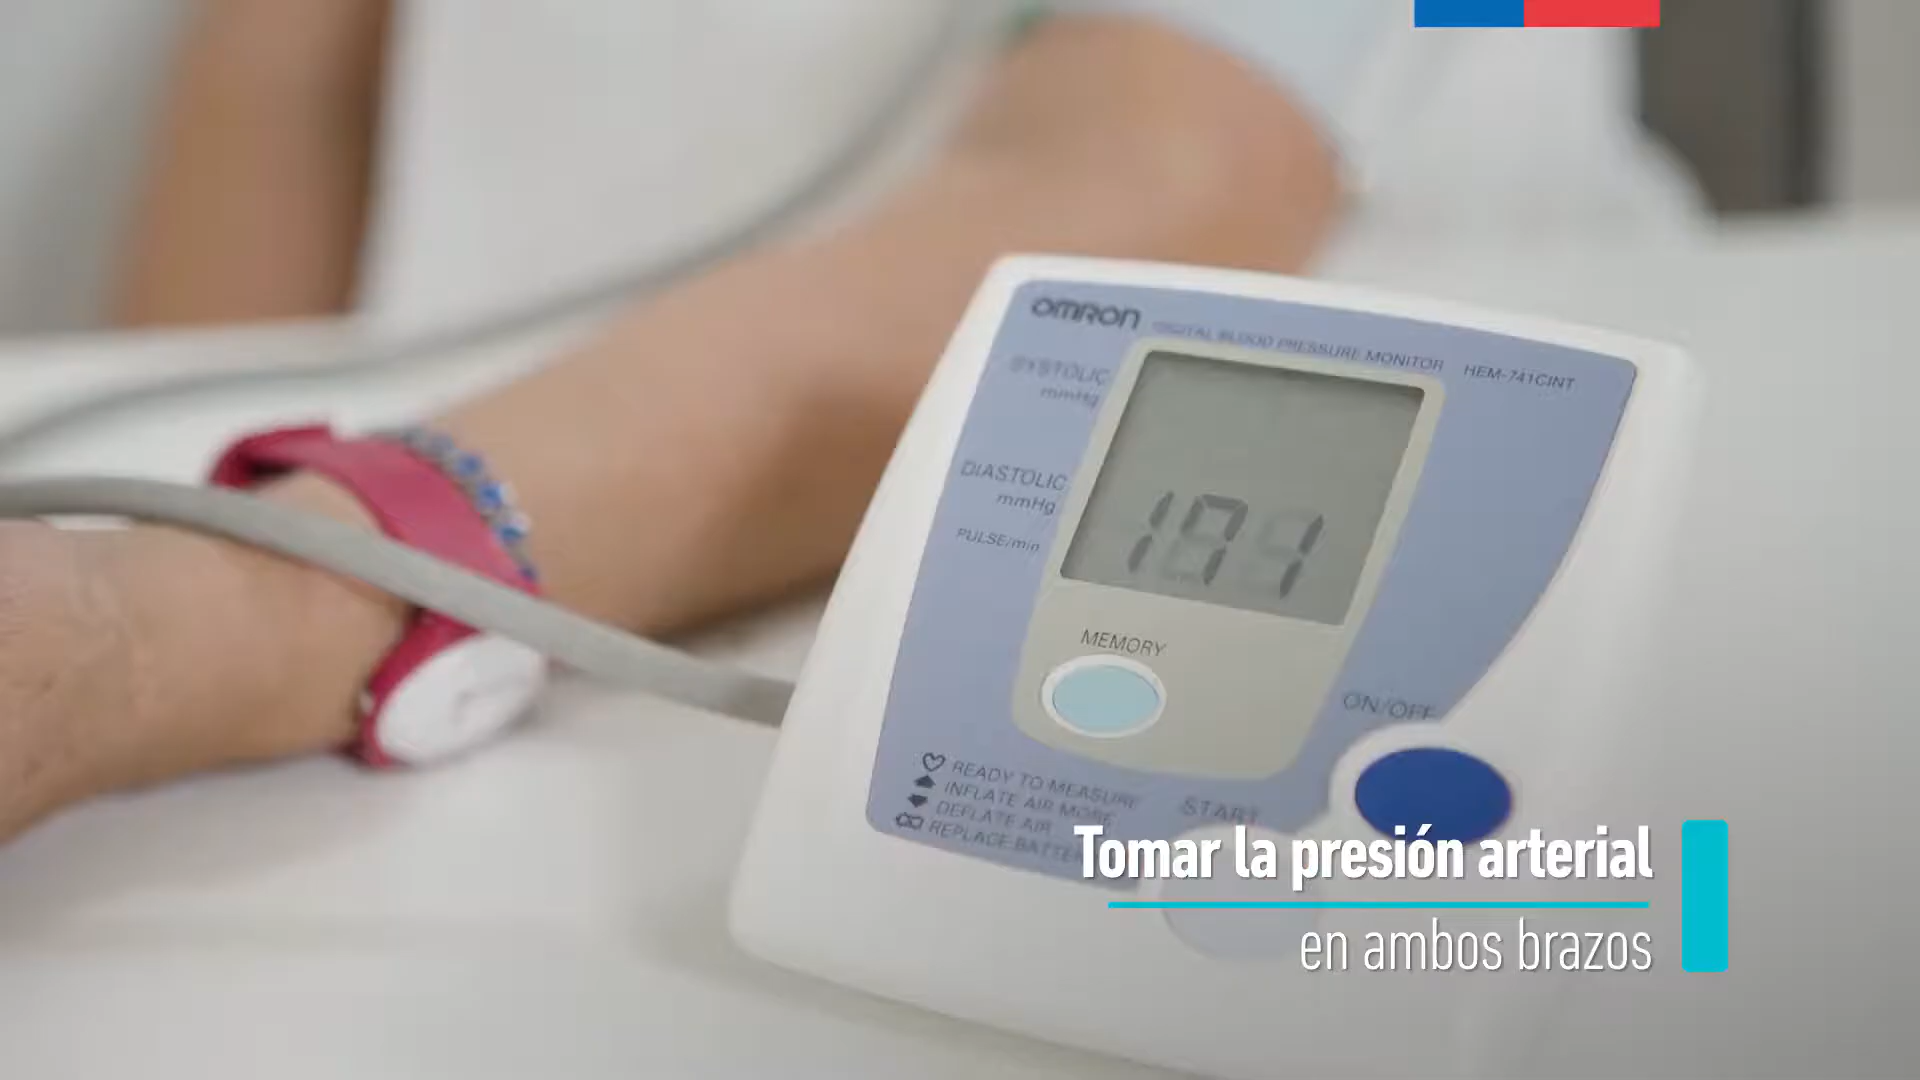 OMRON
DIGITAL BLOOD PRESSURE MONITOR HEM-741CINT
SYSTOLIC
mmHg
DIASTOLIC
mmHg
PULSE/min
171
MEMORY
ON/OFF
READY TO MEASURE
INFLATE AIR MORE
DEFLATE AIR
REPLACE
START
Tomar la presión arterial
en ambos brazos